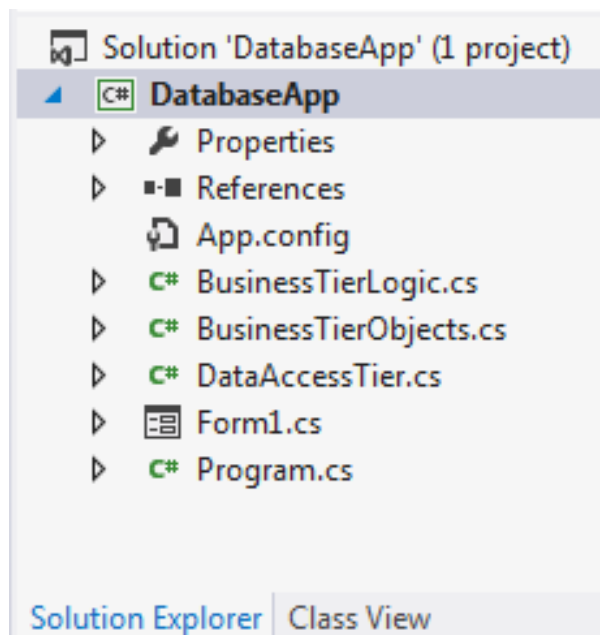 Solution 'DatabaseApp' (1 project)
C# DatabaseApp
Properties
References
App.config
C# BusinessTierLogic.cs
C# BusinessTierObjects.cs
C# DataAccessTier.cs
Form1.cs
C# Program.cs
Solution Explorer Class View